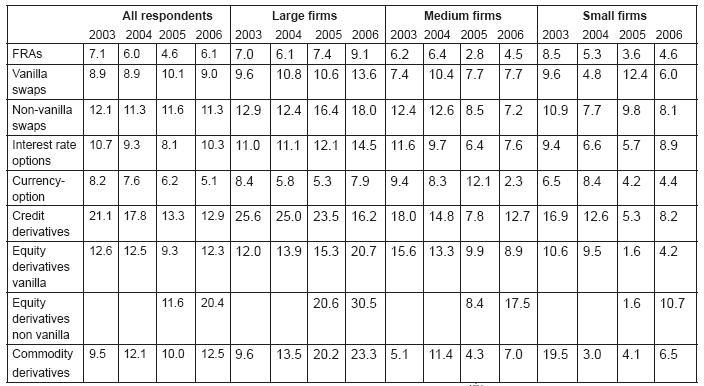 All respondents Large firms Medium firms Small firms
2003 2004 2005 2006 2003 2004 2005 2006 2003 2004 2005 2006 2003 2004 2005 2006
FRAs 7.1 6.0 4.6 6.1 7.0 6.1 7.4 9.1 6.2 6.4 2.8 4.5 8.5 5.3 3.6 4.6
Vanilla 8.9 8.9 10.1 9.0 9.6 10.8 10.6 13.6 7.4 10.4 7.7 7.7 9.6 4.8 12.4 6.0
swaps
Non-vanilla 12.1 11.3 11.6 11.3 12.9 12.4 16.4 18.0 12.4 12.6 8.5 7.2 10.9 7.7 9.8 8.1
swaps
Interest rate 10.7 9.3 8.1 10.3 11.0 11.1 12.1 14.5 11.6 9.7 6.4 7.6 9.4 6.6 5.7 8.9
options
Currency- 8.2 7.6 6.2 5.1 8.4 5.8 5.3 7.9 9.4 8.3 12.1 2.3 6.5 8.4 4.2 4.4
option
Credit 21.1 17.8 13.3 12.9 25.6 25.0 23.5 16.2 18.0 14.8 7.8 12.7 16.9 12.6 5.3 8.2
derivatives
Equity 12.6 12.5 9.3 12.3 12.0 13.9 15.3 20.7 15.6 13.3 9.9 8.9 10.6 9.5 1.6 4.2
derivatives
vanilla
Equity 11.6 20.4 20.6 30.5 8.4 17.5 1.6 10.7
derivatives
non vanilla
Commodity 9.5 12.1 10.0 12.5 9.6 13.5 20.2 23.3 5.1 11.4 4.3 7.0 19.5 3.0 4.1 6.5
derivatives